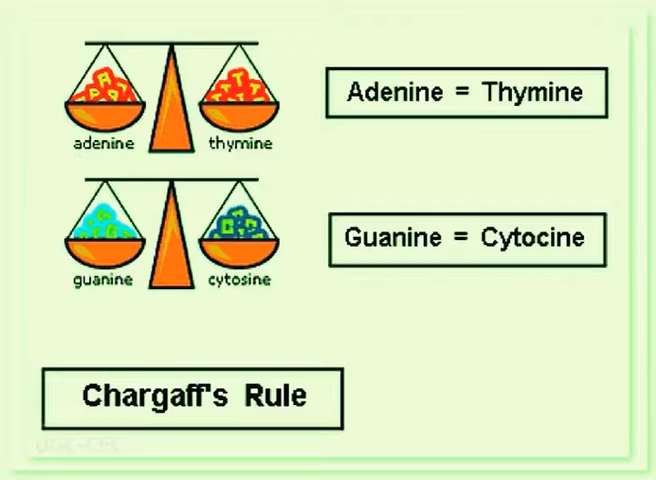 adenine thymine
Adenine = Thymine
guanine cytosine
Guanine = Cytocine
Chargaff's Rule